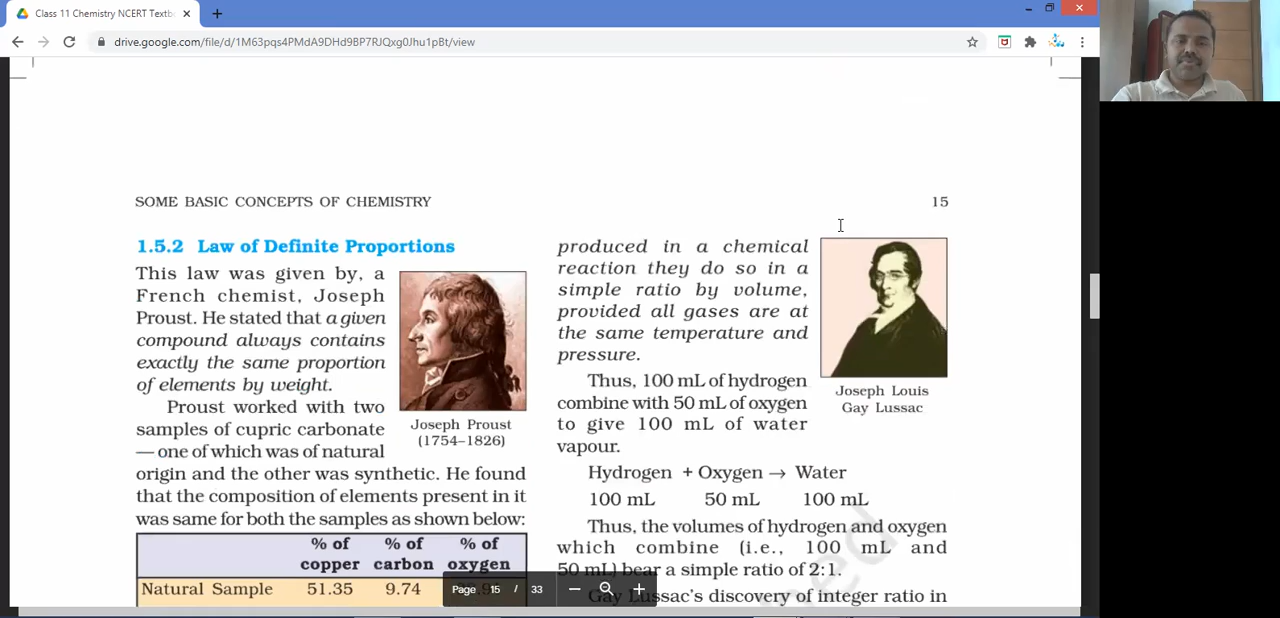 Class 11 Chemistry NCERT Textb
drive.google.com/file/d/1M63pqs4PMdA9DHd9BP7RJQxg0Jhu1pBt/view
SOME BASIC CONCEPTS OF CHEMISTRY
15
1.5.2 Law of Definite Proportions
This law was given by, a
French chemist, Joseph
Proust. He stated that a given
compound always contains
exactly the same proportion
of elements by weight.
Proust worked with two
samples of cupric carbonate
— one of which was of natural
origin and the other was synthetic. He found
that the composition of elements present in it
was same for both the samples as shown below:
Joseph Proust
(1754–1826)
% of % of % of
copper carbon oxygen
Natural Sample 51.35 9.74
produced in a chemical
reaction they do so in a
simple ratio by volume,
provided all gases are at
the same temperature and
pressure.
Thus, 100 mL of hydrogen
combine with 50 mL of oxygen
to give 100 mL of water
vapour.
Joseph Louis
Gay Lussac
Hydrogen + Oxygen → Water
100 mL 50 mL 100 mL
Thus, the volumes of hydrogen and oxygen
which combine (i.e., 100 mL and
50 mL) bear a simple ratio of 2:1.
Gay Lussac's discovery of integer ratio in
Page 15 / 33